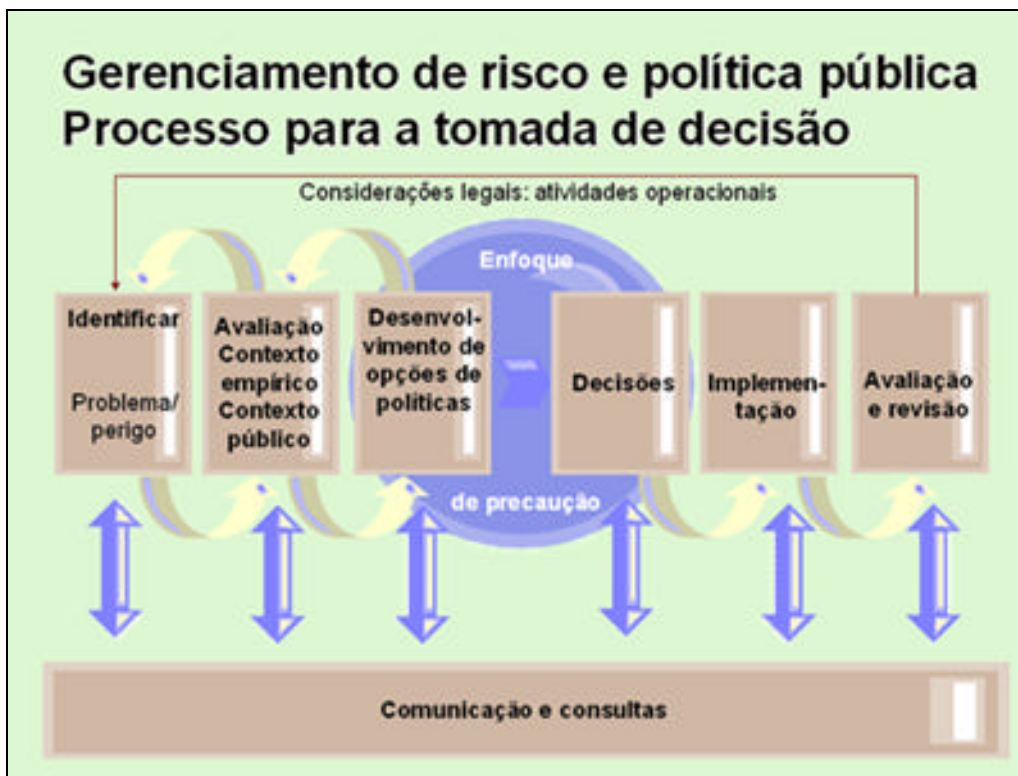 Gerenciamento de risco e política pública
Processo para a tomada de decisão
Considerações legais: atividades operacionais
Enfoque
Identificar
Problema/
perigo
Avaliação
Contexto
empírico
Contexto
público
Desenvol-
vimento de
opções de
políticas
Decisões
Implemen-
tação
Avaliação
e revisão
de precaução
Comunicação e consultas